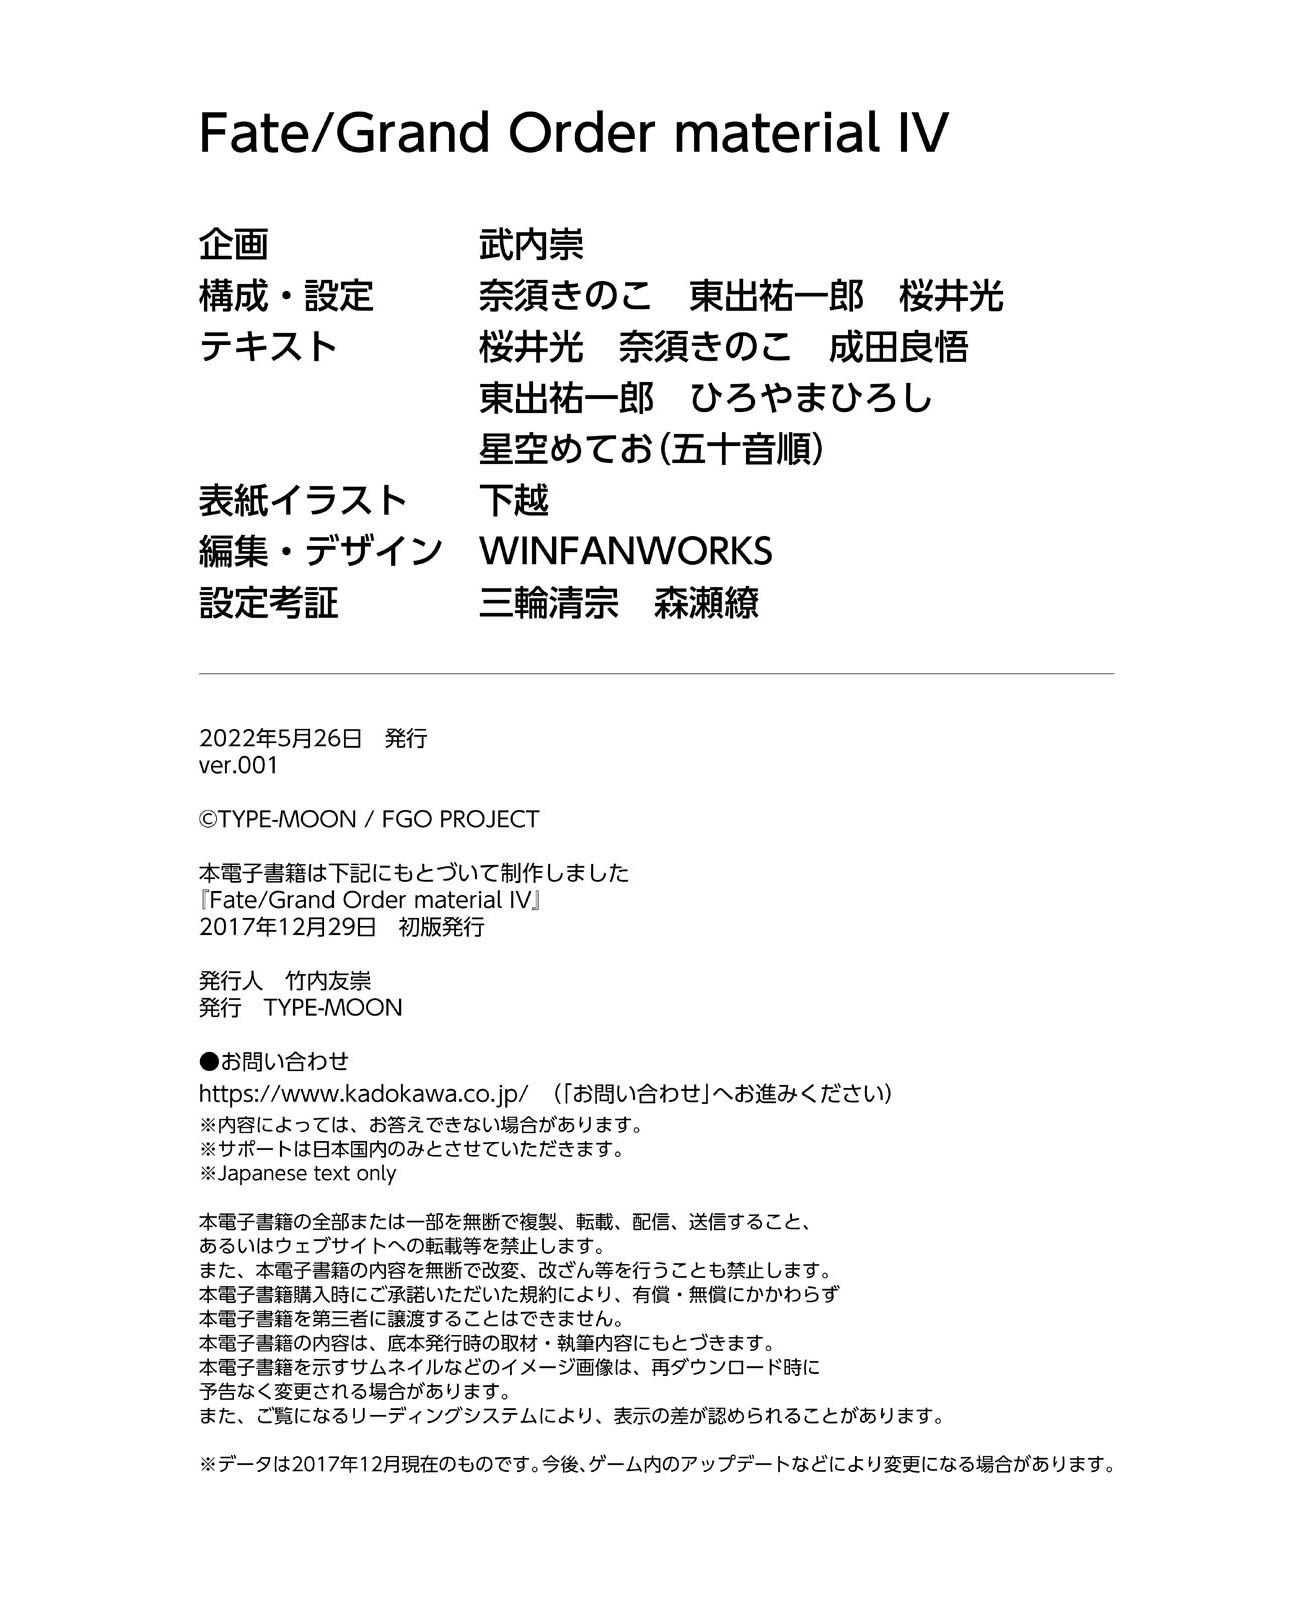 Fate/Grand Order material IV
企画　武内崇
構成・設定　奈須きのこ　東出祐一郎　桜井光
テキスト　桜井光　奈須きのこ　成田良悟
東出祐一郎　ひろやまひろし
星空めてお（五十音順）
表紙イラスト　下越
編集・デザイン　WINFANWORKS
設定考証　三輪清宗　森瀬繚
2022年5月26日　発行
ver.001
©TYPE-MOON / FGO PROJECT
本電子書籍は下記にもとづいて制作しました
『Fate/Grand Order material IV』
2017年12月29日　初版発行
発行人　竹内友崇
発行　TYPE-MOON
●お問い合わせ
https://www.kadokawa.co.jp/　（「お問い合わせ」へお進みください）
※内容によっては、お答えできない場合があります。
※サポートは日本国内のみとさせていただきます。
※Japanese text only
本電子書籍の全部または一部を無断で複製、転載、配信、送信すること、
あるいはウェブサイトへの転載等を禁止します。
また、本電子書籍の内容を無断で改変、改ざん等を行うことも禁止します。
本電子書籍購入時にご承諾いただいた規約により、有償・無償にかかわらず
本電子書籍を第三者に譲渡することはできません。
本電子書籍の内容は、底本発行時の取材・執筆内容にもとづきます。
本電子書籍を示すサムネイルなどのイメージ画像は、再ダウンロード時に
予告なく変更される場合があります。
また、ご覧になるリーディングシステムにより、表示の差が認められることがあります。
※データは2017年12月現在のものです。今後、ゲーム内のアップデートなどにより変更になる場合があります。